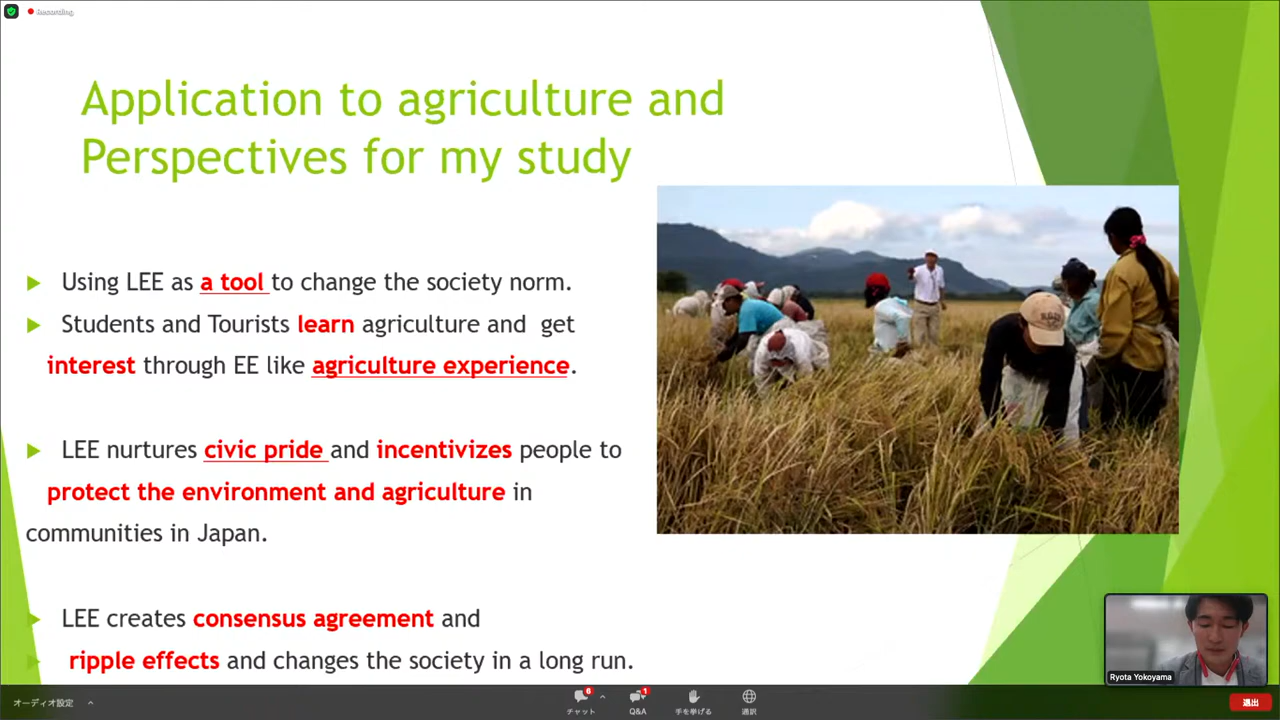 Recording
Application to agriculture and
Perspectives for my study
Using LEE as a tool to change the society norm.
Students and Tourists learn agriculture and get
interest through EE like agriculture experience.
LEE nurtures civic pride and incentivizes people to
protect the environment and agriculture in
communities in Japan.
LEE creates consensus agreement and
ripple effects and changes the society in a long run.
Ryota Yokoyama
オーディオ設定
6
チャット
1
Q&A
手を挙げる
通訳
退出